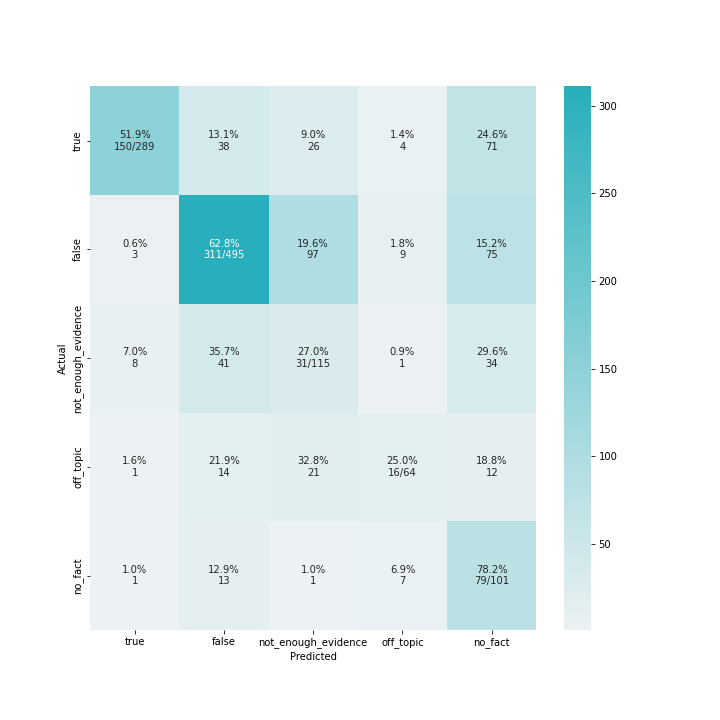 51.9% 13.1% 9.0% 1.4% 24.6%
150/289 38 26 4 71
true
0.6% 62.8% 19.6% 1.8% 15.2%
3 311/495 97 9 75
false
7.0% 35.7% 27.0% 0.9% 29.6%
8 41 31/115 1 34
not_enough_evidence
Actual
1.6% 21.9% 32.8% 25.0% 18.8%
1 14 21 16/64 12
off_topic
1.0% 12.9% 1.0% 6.9% 78.2%
1 13 1 7 79/101
no_fact
true false not_enough_evidence off_topic no_fact
Predicted
300
250
200
150
100
50